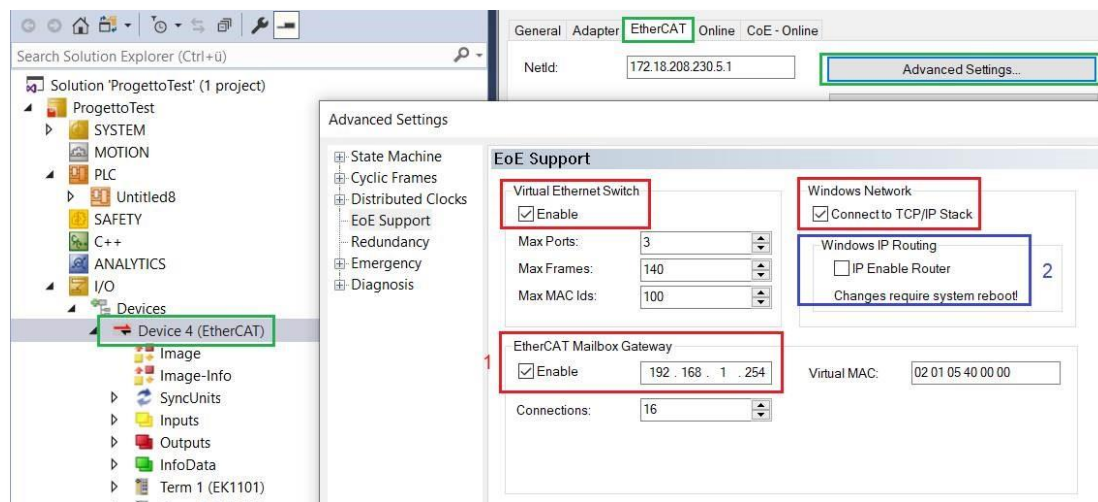 Search Solution Explorer (Ctrl+ü)
Solution 'ProgettoTest' (1 project)
ProgettoTest
SYSTEM
MOTION
PLC
Untitled8
SAFETY
C++
ANALYTICS
I/O
Devices
Device 4 (EtherCAT)
Image
Image-Info
SyncUnits
Inputs
Outputs
InfoData
Term 1 (EK1101)
General Adapter EtherCAT Online CoE - Online
NetId: 172.18.208.230.5.1 Advanced Settings...
Advanced Settings
State Machine
Cyclic Frames
Distributed Clocks
EoE Support
Redundancy
Emergency
Diagnosis
EoE Support
Virtual Ethernet Switch
Enable
Max Ports: 3
Max Frames: 140
Max MAC Ids: 100
Windows Network
Connect to TCP/IP Stack
Windows IP Routing
IP Enable Router
Changes require system reboot!
2
1
EtherCAT Mailbox Gateway
Enable 192 . 168 . 1 . 254 Virtual MAC: 02 01 05 40 00 00
Connections: 16